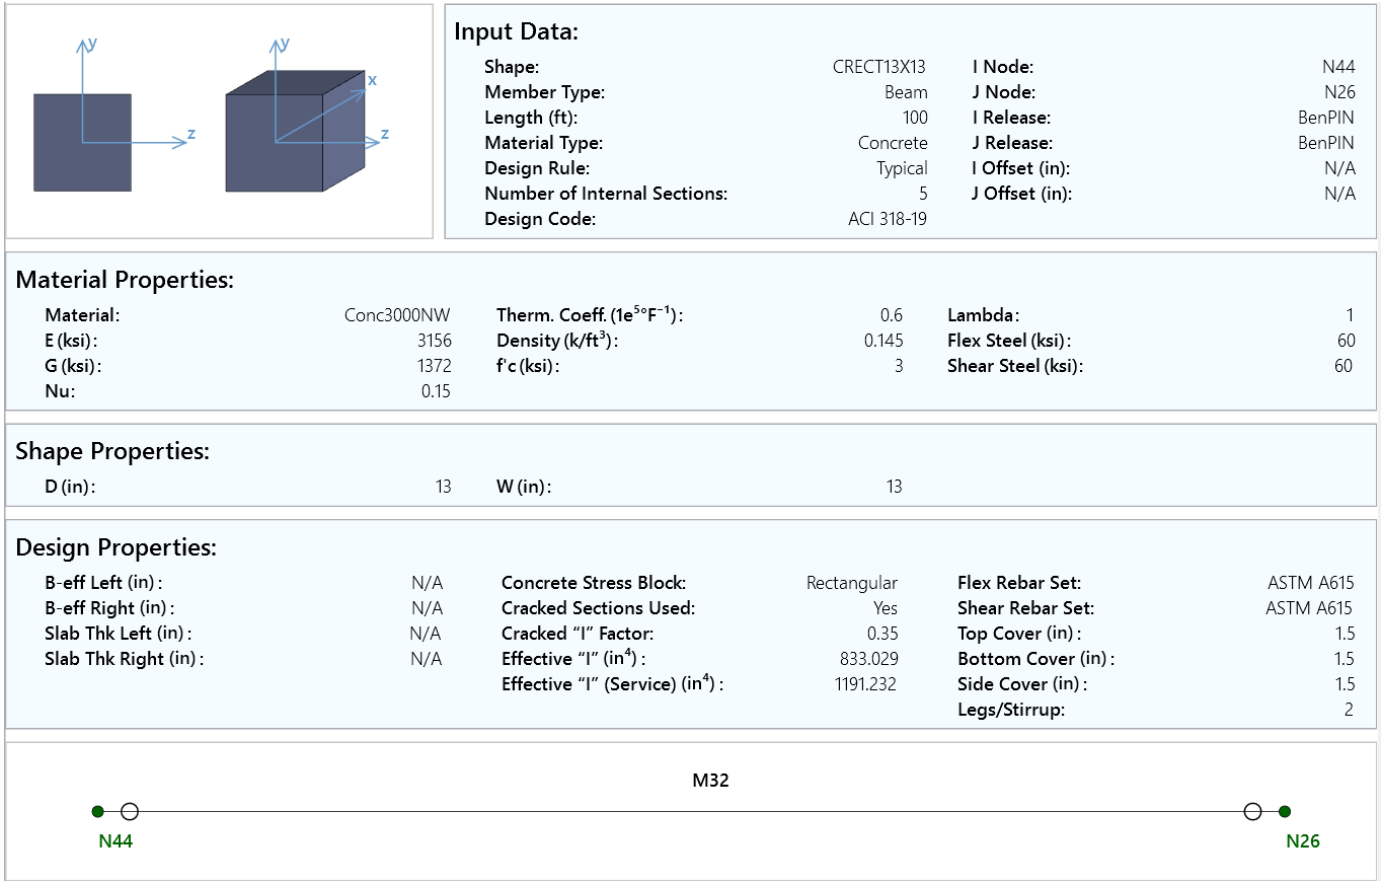 y
z
y
x
z
Input Data:
Shape: CRECT13X13 I Node: N44
Member Type: Beam J Node: N26
Length (ft): 100 I Release: BenPIN
Material Type: Concrete J Release: BenPIN
Design Rule: Typical I Offset (in): N/A
Number of Internal Sections: 5 J Offset (in): N/A
Design Code: ACI 318-19
Material Properties:
Material: Conc3000NW Therm. Coeff. (1e⁵°F⁻¹): 0.6 Lambda: 1
E (ksi): 3156 Density (k/ft³): 0.145 Flex Steel (ksi): 60
G (ksi): 1372 f'c (ksi): 3 Shear Steel (ksi): 60
Nu: 0.15
Shape Properties:
D (in): 13 W (in): 13
Design Properties:
B-eff Left (in): N/A Concrete Stress Block: Rectangular Flex Rebar Set: ASTM A615
B-eff Right (in): N/A Cracked Sections Used: Yes Shear Rebar Set: ASTM A615
Slab Thk Left (in): N/A Cracked “I” Factor: 0.35 Top Cover (in): 1.5
Slab Thk Right (in): N/A Effective “I” (in⁴): 833.029 Bottom Cover (in): 1.5
Effective “I” (Service) (in⁴): 1191.232 Side Cover (in): 1.5
Legs/Stirrup: 2
M32
N44 N26